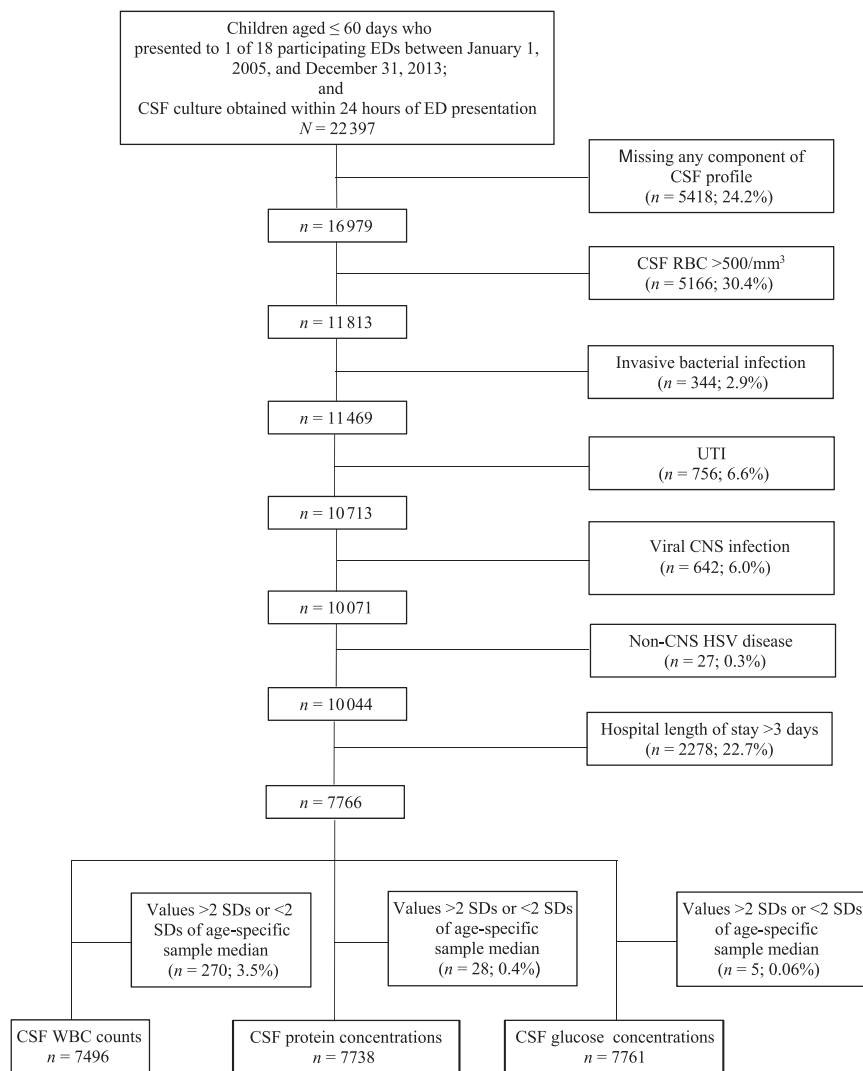 Children aged ≤ 60 days who
presented to 1 of 18 participating EDs between January 1,
2005, and December 31, 2013;
and
CSF culture obtained within 24 hours of ED presentation
N = 22 397
Missing any component of
CSF profile
(n = 5418; 24.2%)
n = 16 979
CSF RBC >500/mm³
(n = 5166; 30.4%)
n = 11 813
Invasive bacterial infection
(n = 344; 2.9%)
n = 11 469
UTI
(n = 756; 6.6%)
n = 10 713
Viral CNS infection
(n = 642; 6.0%)
n = 10 071
Non-CNS HSV disease
(n = 27; 0.3%)
n = 10 044
Hospital length of stay >3 days
(n = 2278; 22.7%)
n = 7766
Values >2 SDs or <2
SDs of age-specific
sample median
(n = 270; 3.5%)
Values >2 SDs or <2 SDs
of age-specific
sample median
(n = 28; 0.4%)
Values >2 SDs or <2 SDs
of age-specific
sample median
(n = 5; 0.06%)
CSF WBC counts
n = 7496
CSF protein concentrations
n = 7738
CSF glucose concentrations
n = 7761